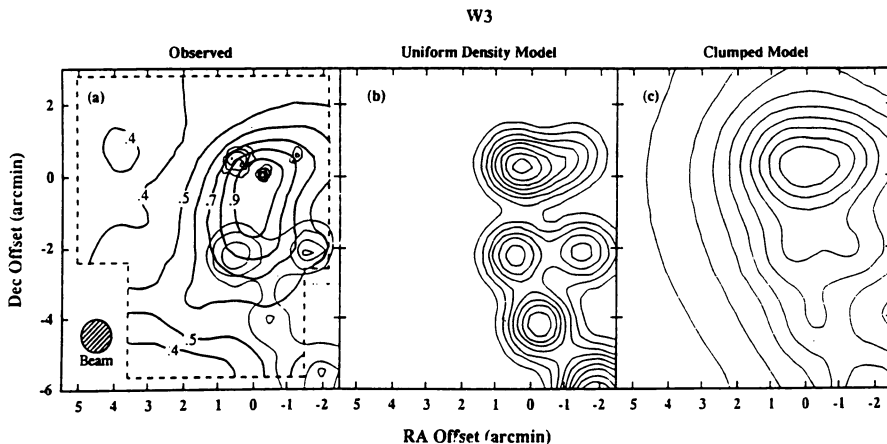 W3
Observed
Uniform Density Model
Clumped Model
(a)
(b)
(c)
Dec Offset (arcmin)
2
0
-2
-4
-6
.4
.4
.4
.5
.7
.9
.5
.4
Beam
5 4 3 2 1 0 -1 -2
5 4 3 2 1 0 -1 -2
5 4 3 2 1 0 -1 -2
RA Offset (arcmin)